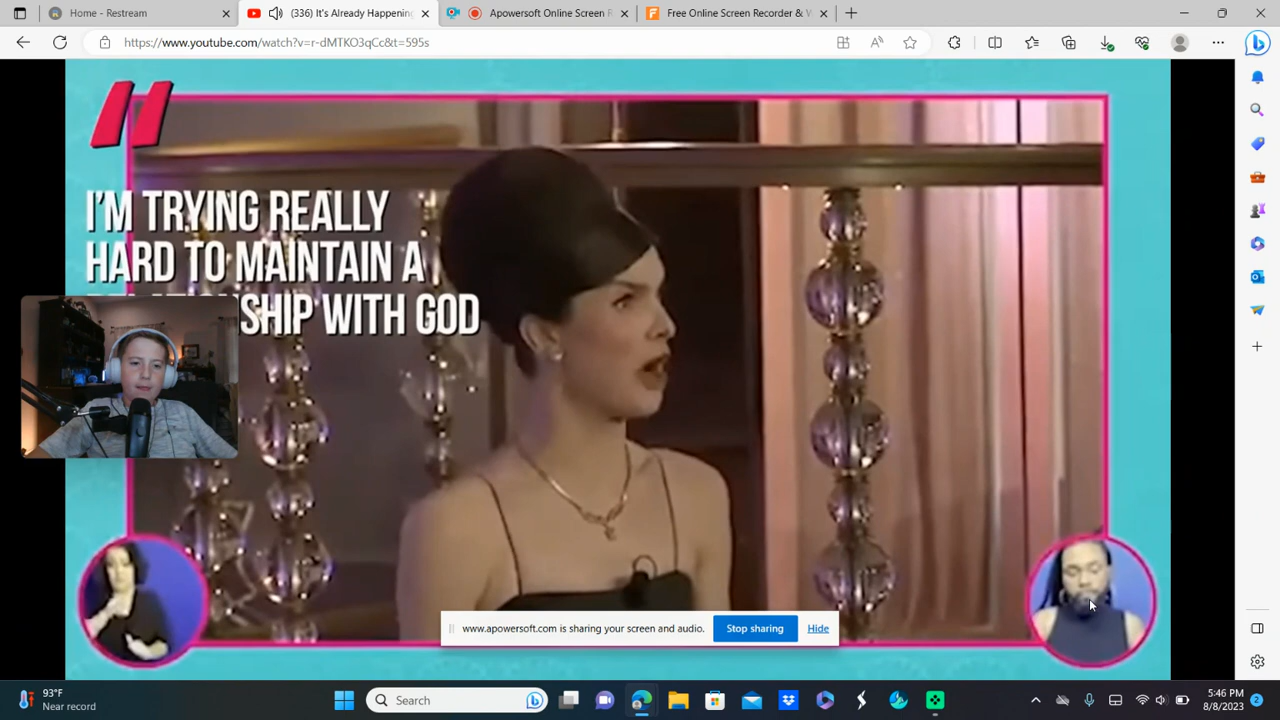 Home - Restream
(336) It's Already Happening
Apowersoft Online Screen R
Free Online Screen Recorder & W
https://www.youtube.com/watch?v=r-dMTKO3qCc&t=595s
I'M TRYING REALLY
HARD TO MAINTAIN A
SHIP WITH GOD
www.apowersoft.com is sharing your screen and audio.
Stop sharing
Hide
93°F
Near record
Search
5:46 PM
8/8/2023
2